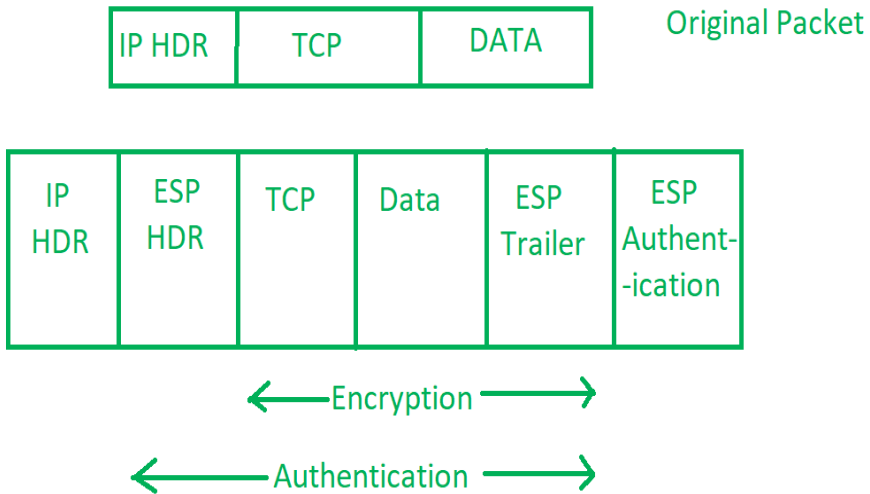 IP HDR TCP DATA Original Packet
IP HDR
ESP HDR
TCP
Data
ESP Trailer
ESP Authent-
-ication
Encryption
Authentication